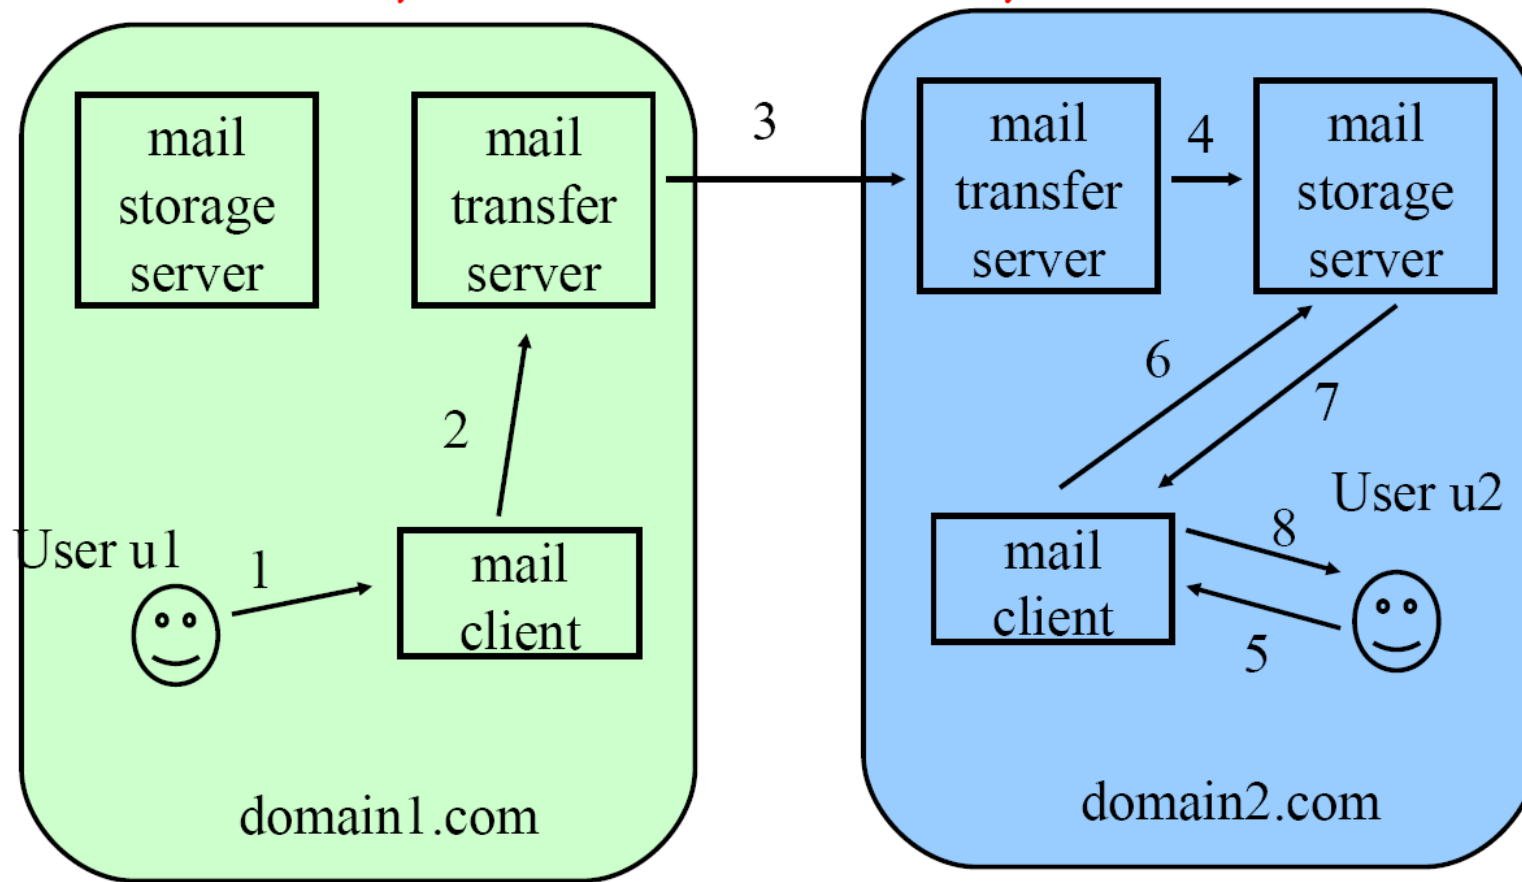 mail
storage
server
mail
transfer
server
3
mail
transfer
server
4
mail
storage
server
2
6
7
User u1
1
mail
client
mail
client
8
User u2
5
domain1.com
domain2.com